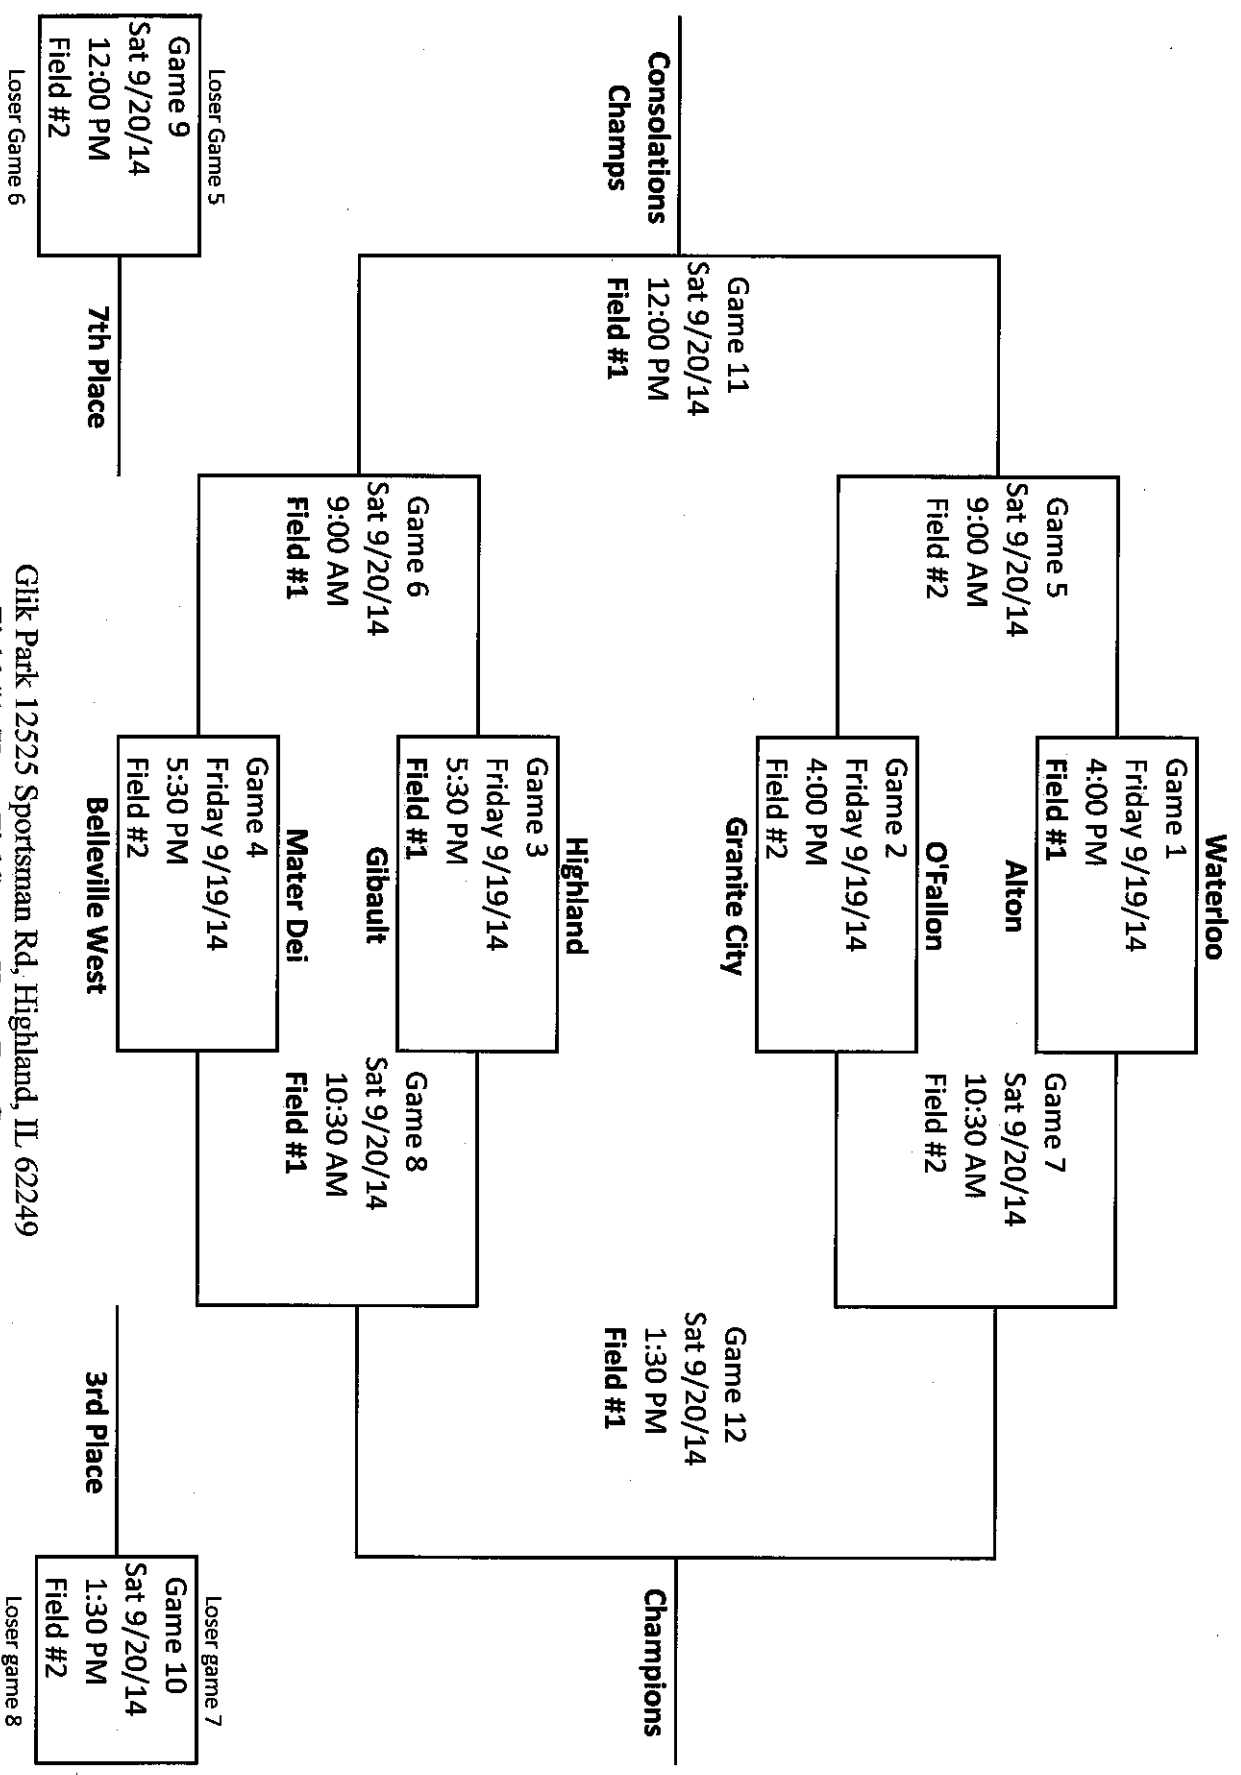 Waterloo
Game 1
Friday 9/19/14
4:00 PM
Field #1
Alton
Game 5
Sat 9/20/14
9:00 AM
Field #2
Game 7
Sat 9/20/14
10:30 AM
Field #2
O'Fallon
Game 2
Friday 9/19/14
4:00 PM
Field #2
Granite City
Game 11
Sat 9/20/14
12:00 PM
Field #1
Consolations
Champs
Game 12
Sat 9/20/14
1:30 PM
Field #1
Champions
Highland
Game 3
Friday 9/19/14
5:30 PM
Field #1
Gibault
Game 6
Sat 9/20/14
9:00 AM
Field #1
Game 8
Sat 9/20/14
10:30 AM
Field #1
Mater Dei
Game 4
Friday 9/19/14
5:30 PM
Field #2
Belleville West
Loser Game 5
Game 9
Sat 9/20/14
12:00 PM
Field #2
Loser Game 6
7th Place
3rd Place
Loser game 7
Game 10
Sat 9/20/14
1:30 PM
Field #2
Loser game 8
Glik Park 12525 Sportsman Rd, Highland, IL 62249